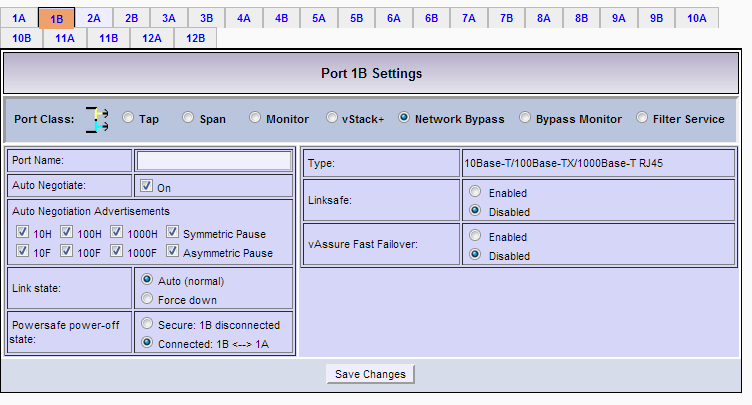 1A 1B 2A 2B 3A 3B 4A 4B 5A 5B 6A 6B 7A 7B 8A 8B 9A 9B 10A
10B 11A 11B 12A 12B
Port 1B Settings
Port Class: Tap Span Monitor vStack+ Network Bypass Bypass Monitor Filter Service
Port Name:
Auto Negotiate: On
Auto Negotiation Advertisements
10H 100H 1000H Symmetric Pause
10F 100F 1000F Asymmetric Pause
Link state: Auto (normal)
Force down
Powersafe power-off state: Secure: 1B disconnected
Connected: 1B <--> 1A
Type: 10Base-T/100Base-TX/1000Base-T RJ45
Linksafe: Enabled
Disabled
vAssure Fast Failover: Enabled
Disabled
Save Changes